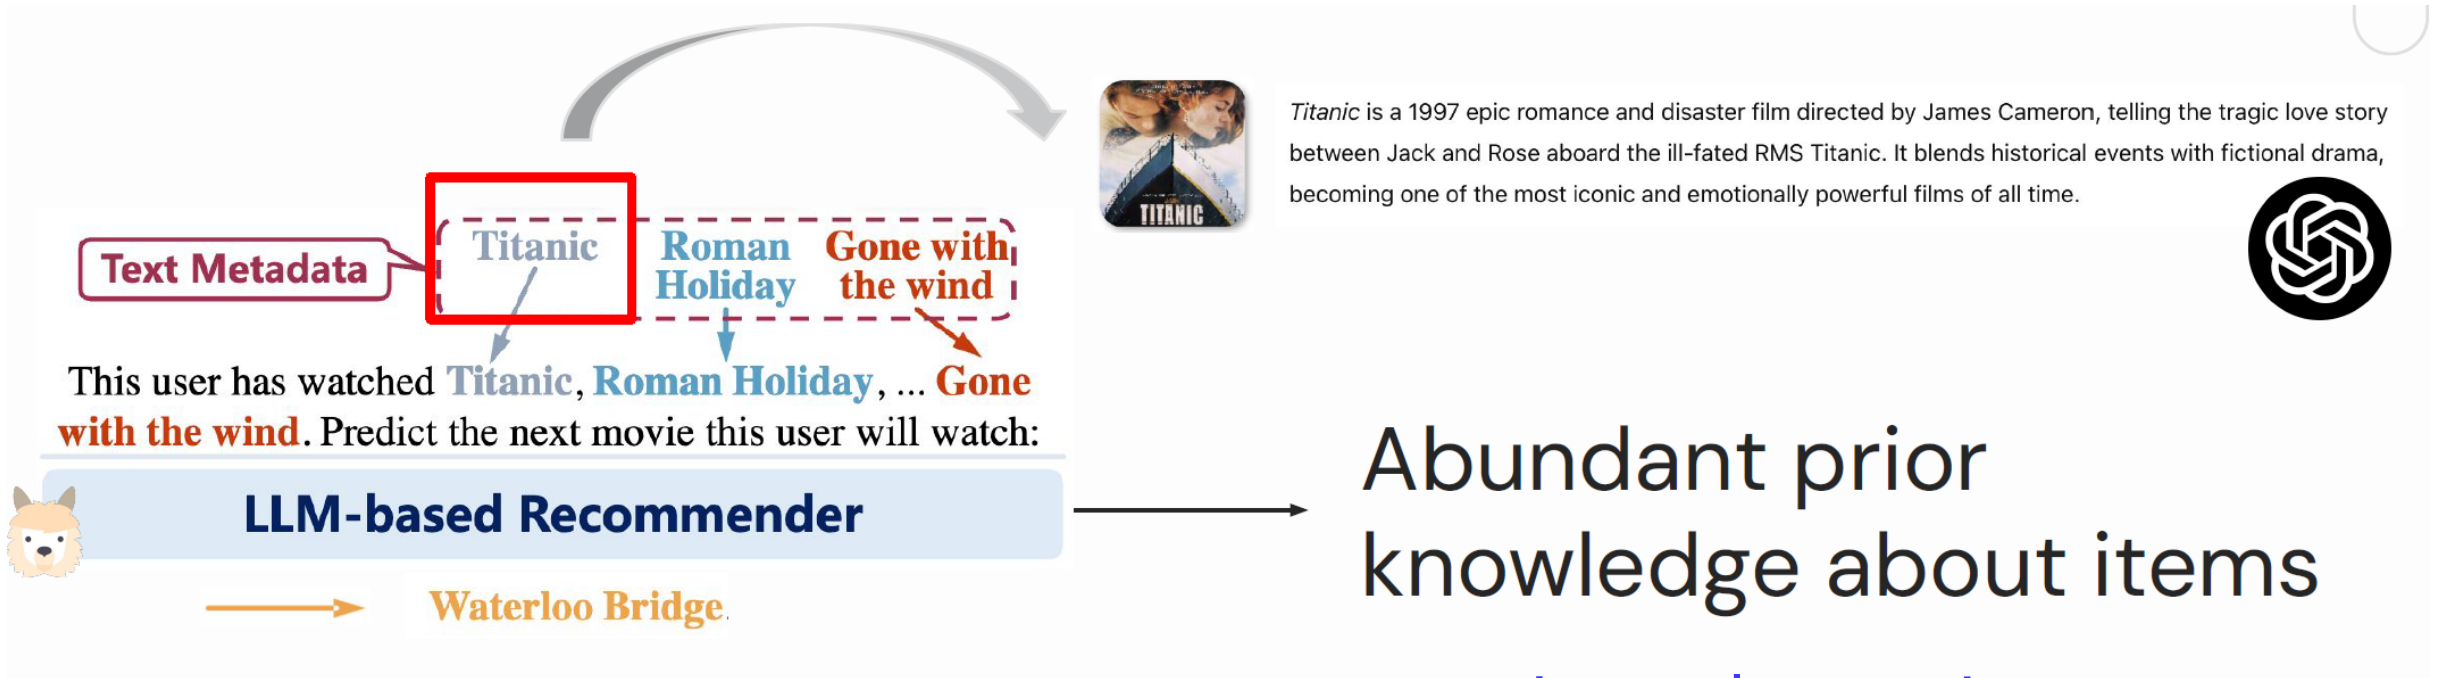 Titanic is a 1997 epic romance and disaster film directed by James Cameron, telling the tragic love story
between Jack and Rose aboard the ill-fated RMS Titanic. It blends historical events with fictional drama,
becoming one of the most iconic and emotionally powerful films of all time.
TITANIC
Text Metadata
Titanic
Roman
Holiday
Gone with
the wind
This user has watched Titanic, Roman Holiday, ... Gone
with the wind. Predict the next movie this user will watch:
LLM-based Recommender
Waterloo Bridge.
Abundant prior
knowledge about items